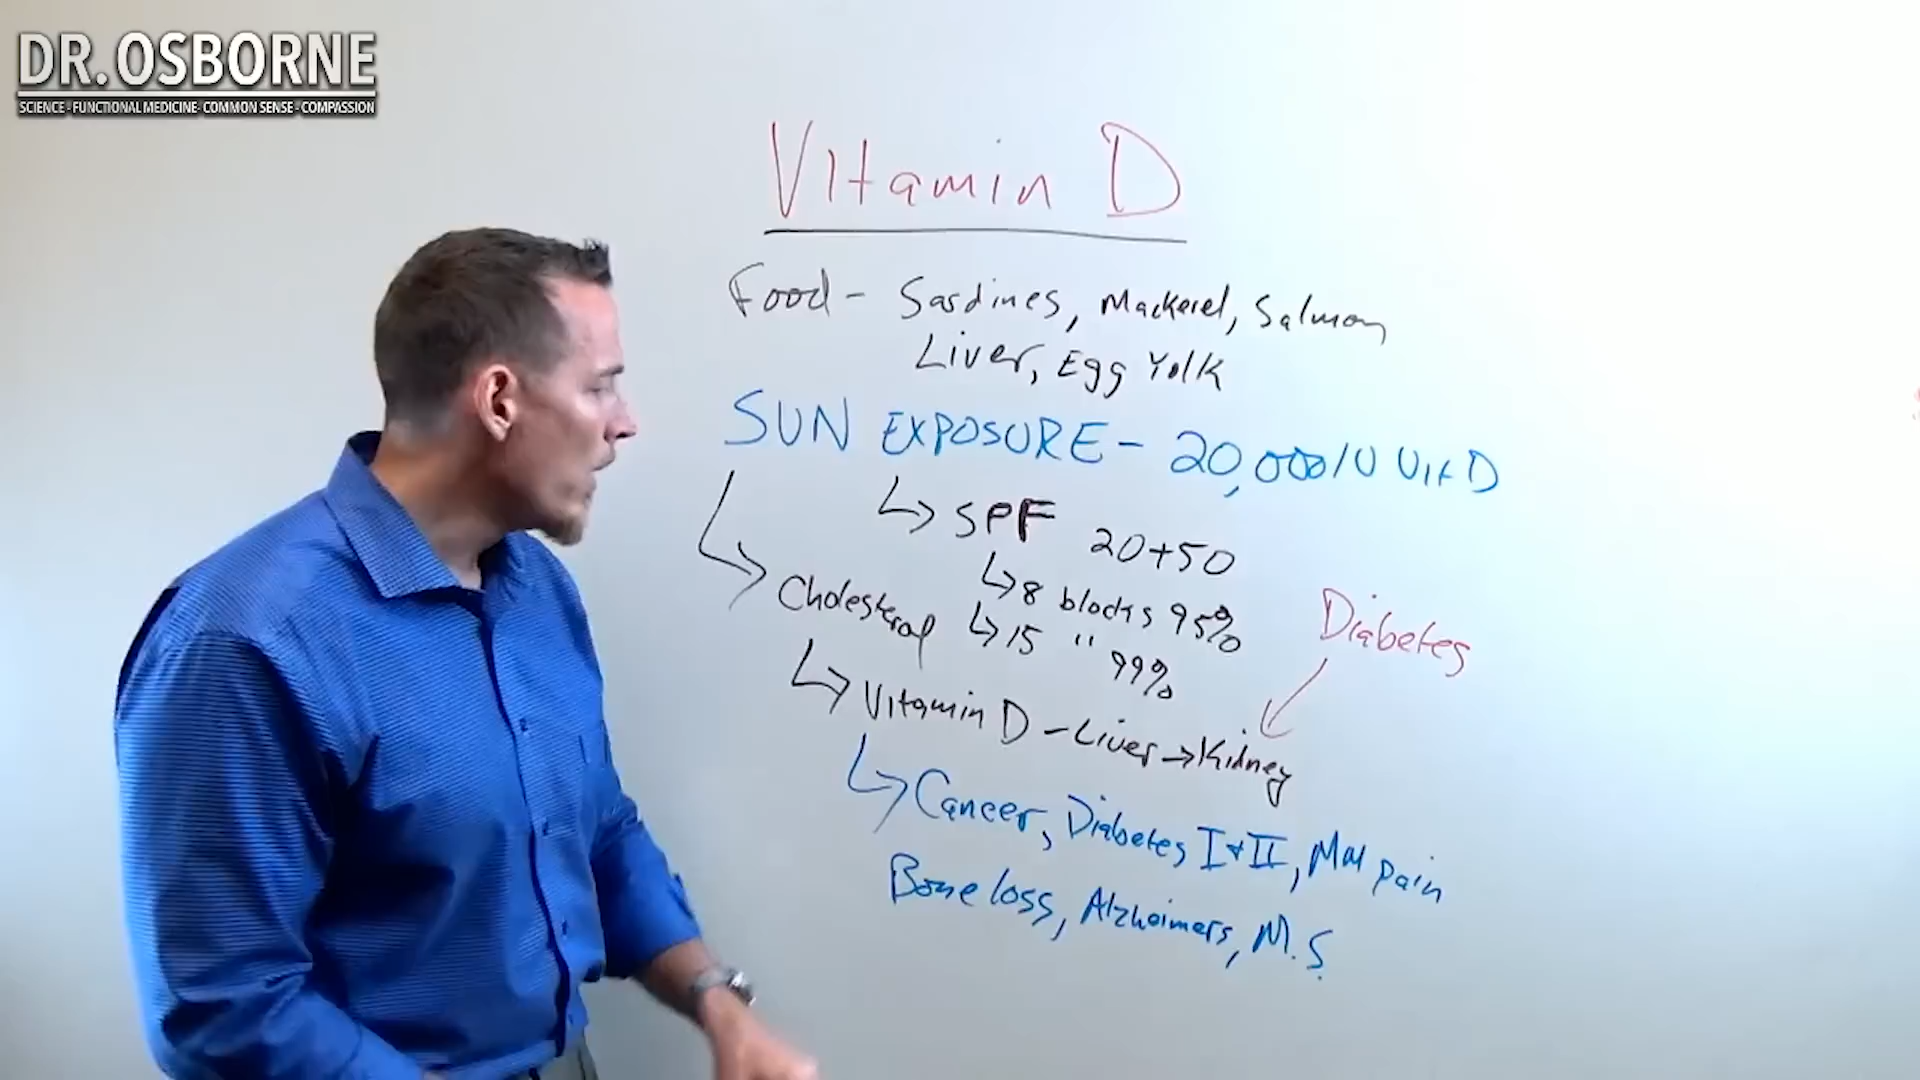 DR. OSBORNE
SCIENCE - FUNCTIONAL MEDICINE - COMMON SENSE - COMPASSION
Vitamin D
Food - Sardines, Mackerel, Salmon
Liver, Egg Yolk
SUN EXPOSURE - 20,000 IU Vit D
↳ SPF 20+50
↳ 8 blocks 95%
↳ 15 " 99%
↳ Cholesterol
Diabetes
↳ Vitamin D - Liver → Kidney
↳ Cancer, Diabetes I + II, Mal pain
Bone loss, Alzheimers, M.S.